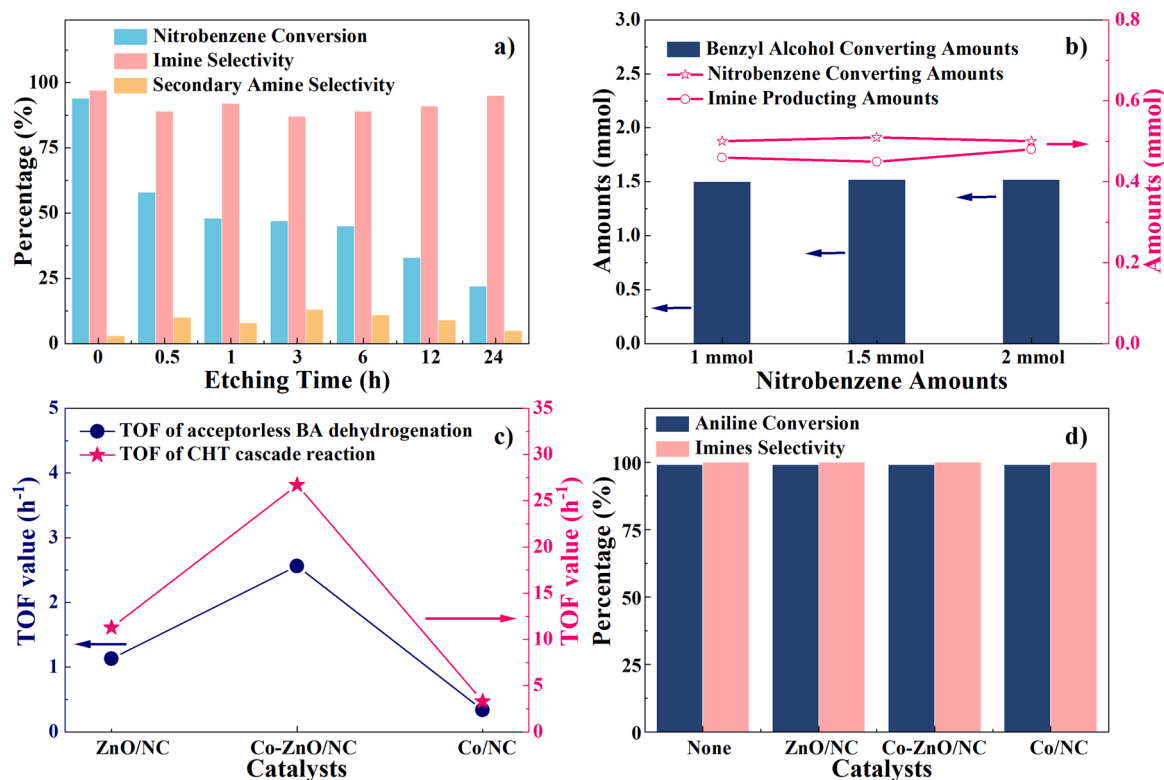 a)
Nitrobenzene Conversion
Imine Selectivity
Secondary Amine Selectivity
Percentage (%)
100
75
50
25
0
0 0.5 1 3 6 12 24
Etching Time (h)
b)
Benzyl Alcohol Converting Amounts
Nitrobenzene Converting Amounts
Imine Producting Amounts
Amounts (mmol)
3.0
2.5
2.0
1.5
1.0
0.5
0.0
0.8
0.6
0.4
0.2
0.0
Amounts (mmol)
1 mmol 1.5 mmol 2 mmol
Nitrobenzene Amounts
c)
TOF of acceptorless BA dehydrogenation
TOF of CHT cascade reaction
TOF value (h⁻¹)
5
4
3
2
1
0
35
30
25
20
15
10
5
0
TOF value (h⁻¹)
ZnO/NC Co-ZnO/NC Co/NC
Catalysts
d)
Aniline Conversion
Imines Selectivity
Percentage (%)
100
75
50
25
0
None ZnO/NC Co-ZnO/NC Co/NC
Catalysts